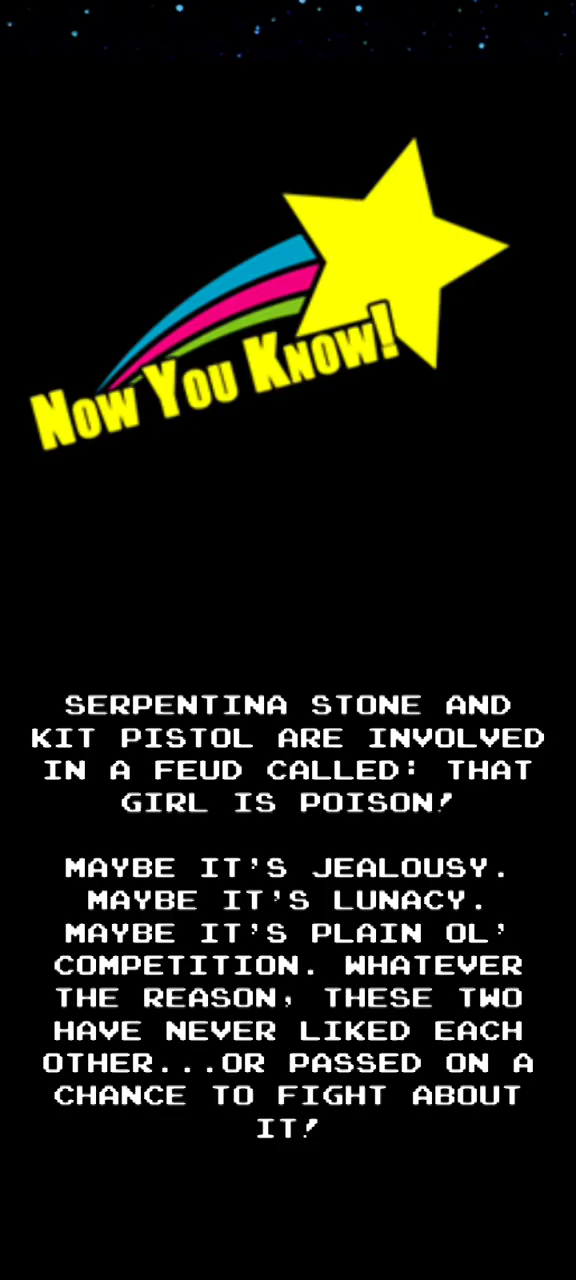 Now You Know!
SERPENTINA STONE AND
KIT PISTOL ARE INVOLVED
IN A FEUD CALLED: THAT
GIRL IS POISON!
MAYBE IT'S JEALOUSY.
MAYBE IT'S LUNACY.
MAYBE IT'S PLAIN OL'
COMPETITION. WHATEVER
THE REASON, THESE TWO
HAVE NEVER LIKED EACH
OTHER...OR PASSED ON A
CHANCE TO FIGHT ABOUT
IT!